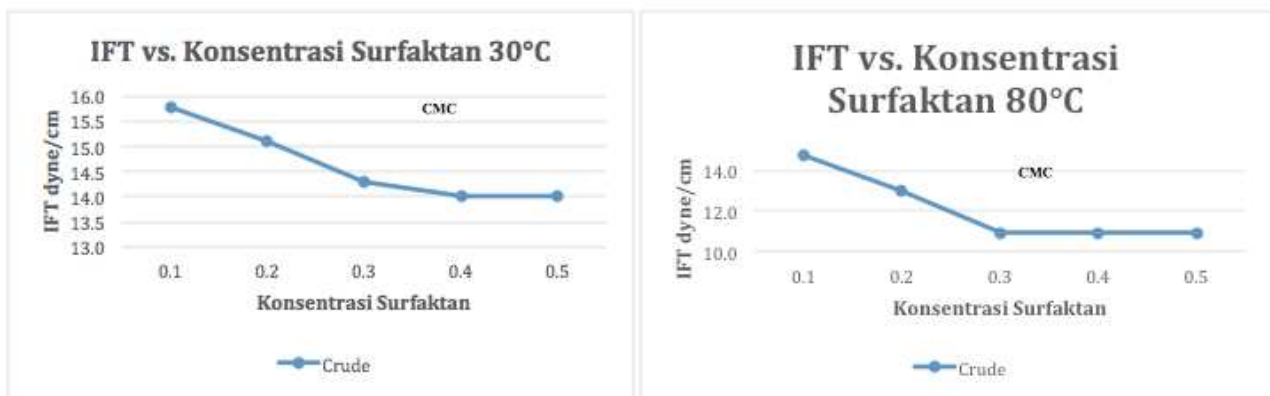 IFT vs. Konsentrasi Surfaktan 30°C
CMC
IFT dyne/cm
16.0
15.5
15.0
14.5
14.0
13.5
13.0
0.1 0.2 0.3 0.4 0.5
Konsentrasi Surfaktan
Crude
IFT vs. Konsentrasi
Surfaktan 80°C
CMC
IFT dyne/cm
14.0
12.0
10.0
0.1 0.2 0.3 0.4 0.5
Konsentrasi Surfaktan
Crude